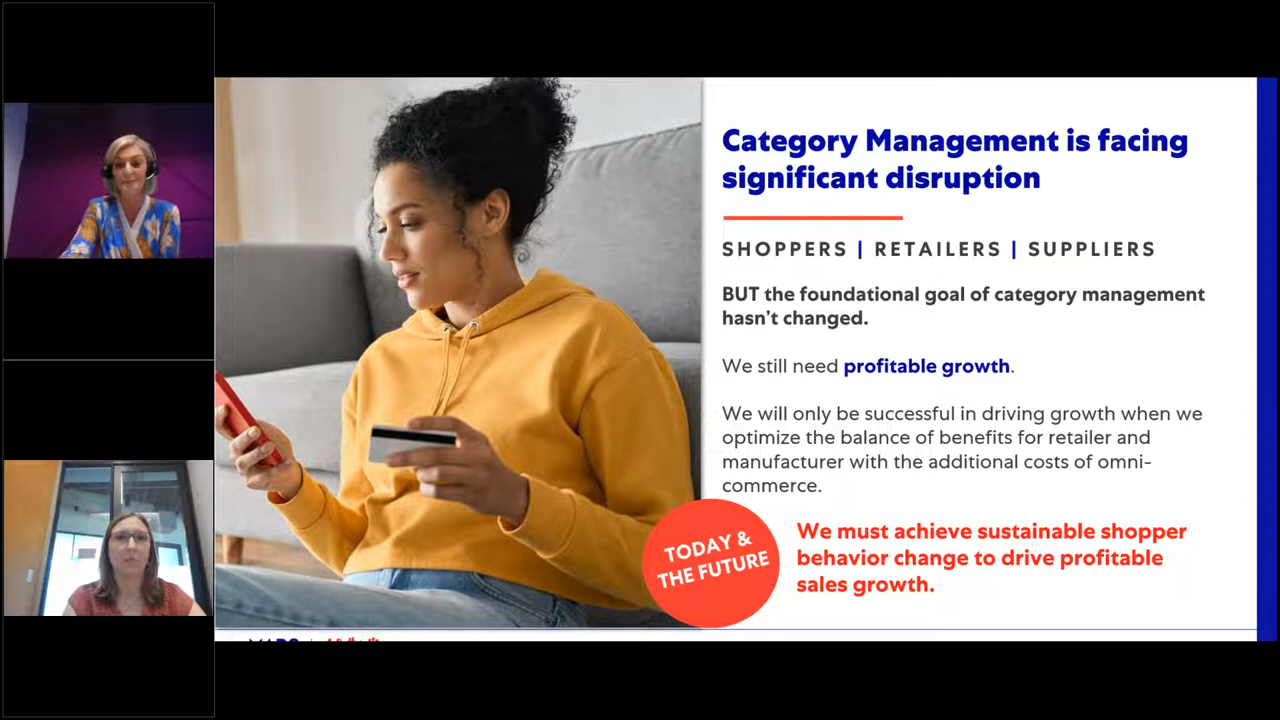 Category Management is facing
significant disruption
SHOPPERS | RETAILERS | SUPPLIERS
BUT the foundational goal of category management
hasn't changed.
We still need profitable growth.
We will only be successful in driving growth when we
optimize the balance of benefits for retailer and
manufacturer with the additional costs of omni-
commerce.
TODAY &
THE FUTURE
We must achieve sustainable shopper
behavior change to drive profitable
sales growth.